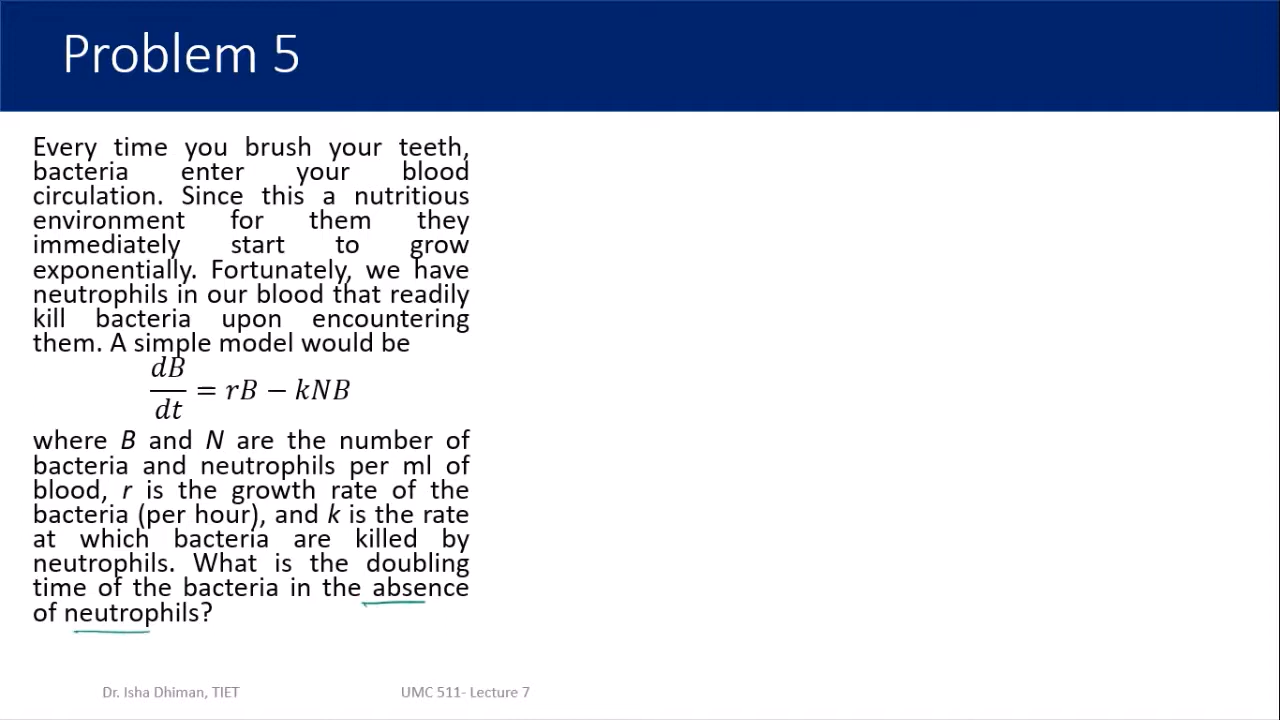 Problem 5
Every time you brush your teeth,
bacteria enter your blood
circulation. Since this a nutritious
environment for them they
immediately start to grow
exponentially. Fortunately, we have
neutrophils in our blood that readily
kill bacteria upon encountering
them. A simple model would be
dB/dt = rB − kNB
where B and N are the number of
bacteria and neutrophils per ml of
blood, r is the growth rate of the
bacteria (per hour), and k is the rate
at which bacteria are killed by
neutrophils. What is the doubling
time of the bacteria in the absence
of neutrophils?
Dr. Isha Dhiman, TIET
UMC 511- Lecture 7